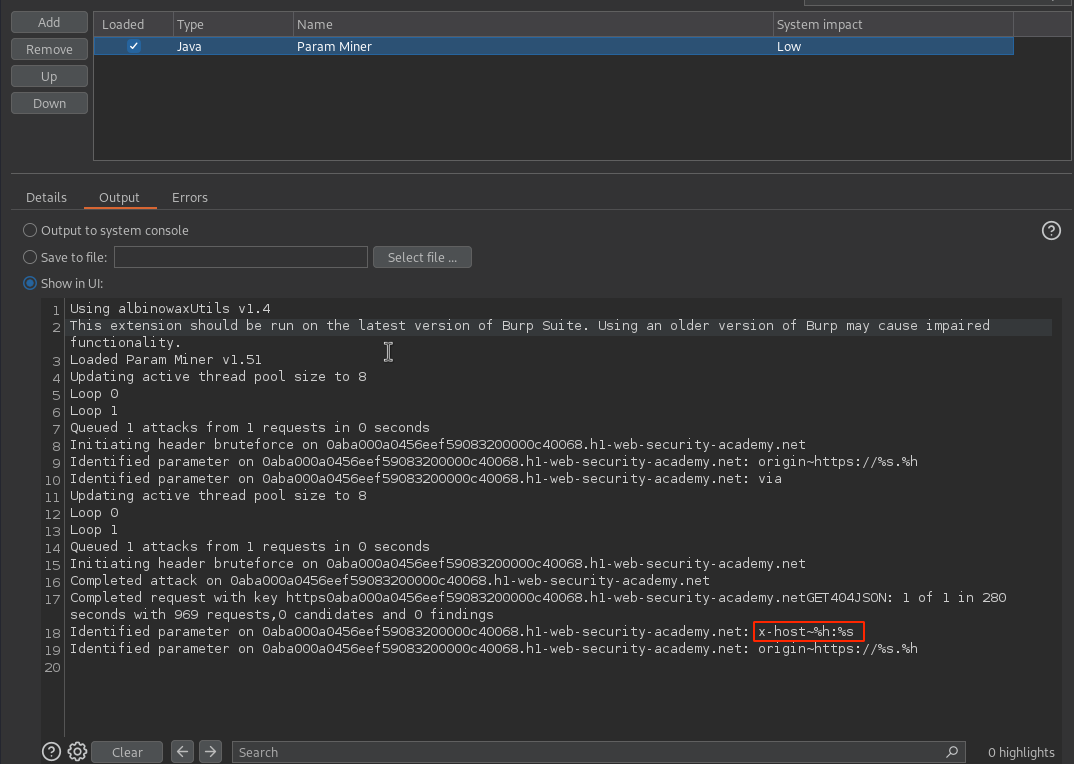 Add
Loaded Type Name System impact
Remove
Java Param Miner Low
Up
Down
Details Output Errors
Output to system console
Save to file: Select file ...
Show in UI:
1 Using albinowaxUtils v1.4
2 This extension should be run on the latest version of Burp Suite. Using an older version of Burp may cause impaired
functionality.
3 Loaded Param Miner v1.51
4 Updating active thread pool size to 8
5 Loop 0
6 Loop 1
7 Queued 1 attacks from 1 requests in 0 seconds
8 Initiating header bruteforce on 0aba000a0456eef59083200000c40068.h1-web-security-academy.net
9 Identified parameter on 0aba000a0456eef59083200000c40068.h1-web-security-academy.net: origin~https://%s.%h
10 Identified parameter on 0aba000a0456eef59083200000c40068.h1-web-security-academy.net: via
11 Updating active thread pool size to 8
12 Loop 0
13 Loop 1
14 Queued 1 attacks from 1 requests in 0 seconds
15 Initiating header bruteforce on 0aba000a0456eef59083200000c40068.h1-web-security-academy.net
16 Completed attack on 0aba000a0456eef59083200000c40068.h1-web-security-academy.net
17 Completed request with key https0aba000a0456eef59083200000c40068.h1-web-security-academy.netGET404JSON: 1 of 1 in 280
seconds with 969 requests,0 candidates and 0 findings
18 Identified parameter on 0aba000a0456eef59083200000c40068.h1-web-security-academy.net: x-host~%h:%s
19 Identified parameter on 0aba000a0456eef59083200000c40068.h1-web-security-academy.net: origin~https://%s.%h
20
? Clear Search 0 highlights